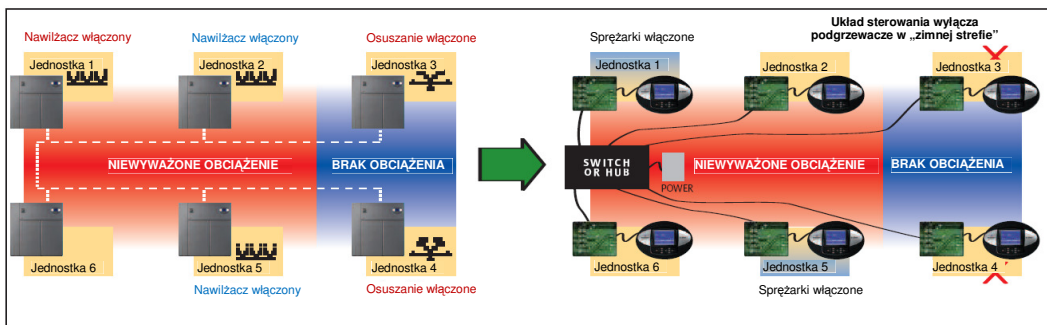 Nawilżacz włączony
Nawilżacz włączony
Osuszanie włączone
Jednostka 1
Jednostka 2
Jednostka 3
NIEWYWAŻONE OBCIĄŻENIE
BRAK OBCIĄŻENIA
Jednostka 6
Jednostka 5
Jednostka 4
Nawilżacz włączony
Osuszanie włączone
Układ sterowania wyłącza
podgrzewacze w „zimnej strefie”
Sprężarki włączone
Jednostka 1
Jednostka 2
Jednostka 3
SWITCH
OR HUB
POWER
NIEWYWAŻONE OBCIĄŻENIE
BRAK OBCIĄŻENIA
Jednostka 6
Jednostka 5
Jednostka 4
Sprężarki włączone